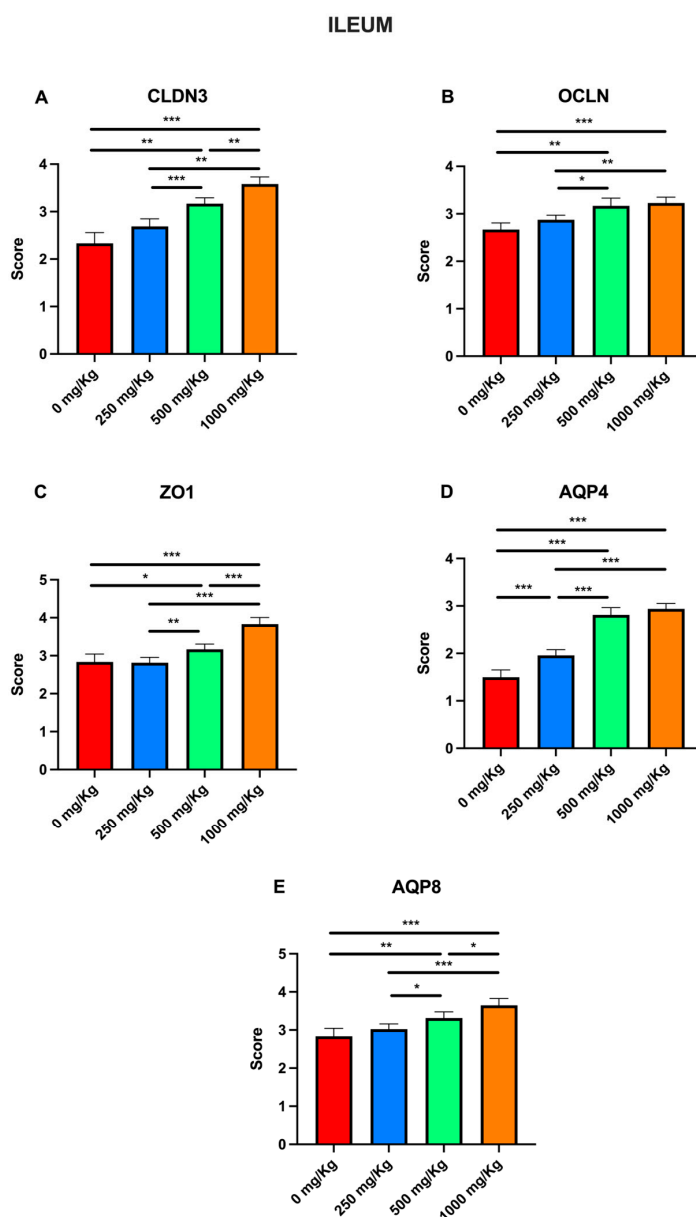 ILEUM
A CLDN3
***
** **
**
***
Score
4
3
2
1
0
0 mg/Kg
250 mg/Kg
500 mg/Kg
1000 mg/Kg
B OCLN
***
**
**
*
Score
4
3
2
1
0
0 mg/Kg
250 mg/Kg
500 mg/Kg
1000 mg/Kg
C ZO1
***
* ***
***
**
Score
5
4
3
2
1
0
0 mg/Kg
250 mg/Kg
500 mg/Kg
1000 mg/Kg
D AQP4
***
***
***
*** ***
Score
4
3
2
1
0
0 mg/Kg
250 mg/Kg
500 mg/Kg
1000 mg/Kg
E AQP8
***
** *
***
*
Score
5
4
3
2
1
0
0 mg/Kg
250 mg/Kg
500 mg/Kg
1000 mg/Kg